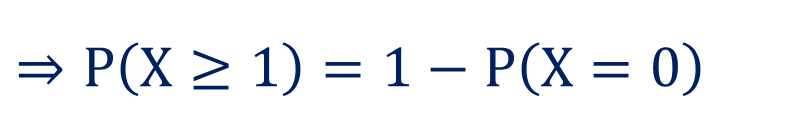 ⇒ P(X ≥ 1) = 1 − P(X = 0)